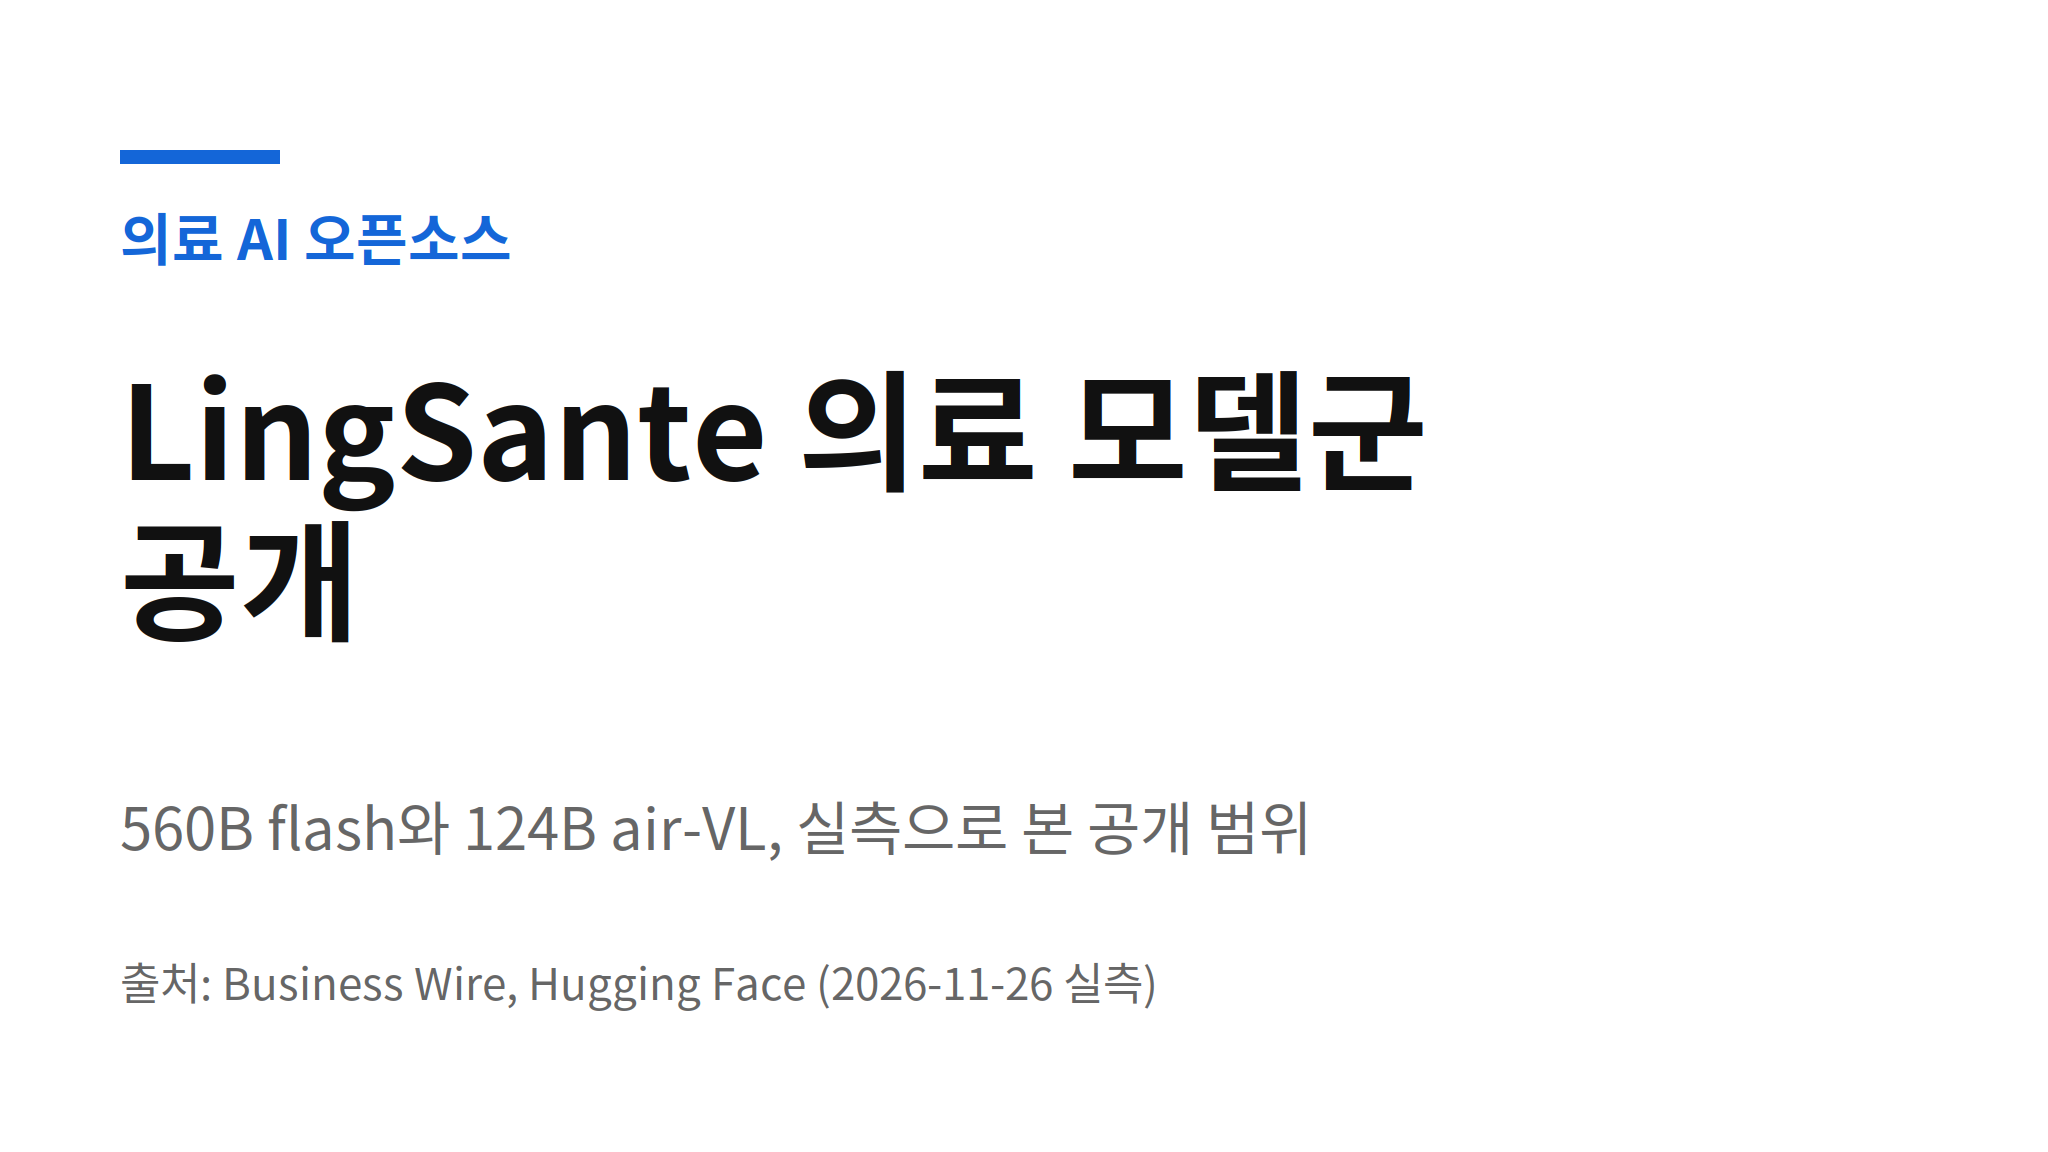 의료 AI 오픈소스
LingSante 의료 모델군
공개
560B flash와 124B air-VL, 실측으로 본 공개 범위
출처: Business Wire, Hugging Face (2026-11-26 실측)